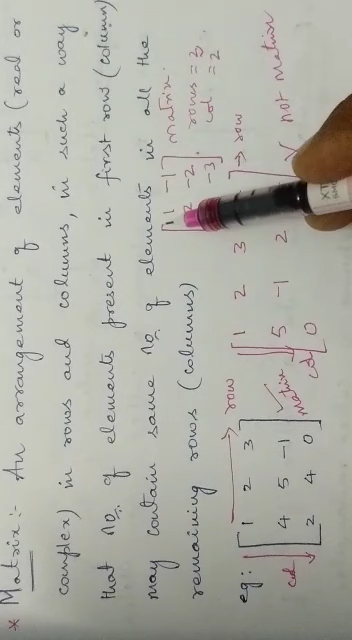 * Matrix :- An arrangement of elements (real or
complex) in rows and columns, in such a way
that no. of elements present in first row (column)
may contain same no. of elements in all the
remaining rows (columns)
eg: [1 2 3 → row
4 5 -1
2 4 0]
col
matrix
[1 2 3 → row
5 -1 2
0
col
not matrix
-1
-2
-3] matrix.
rows = 3
col = 2